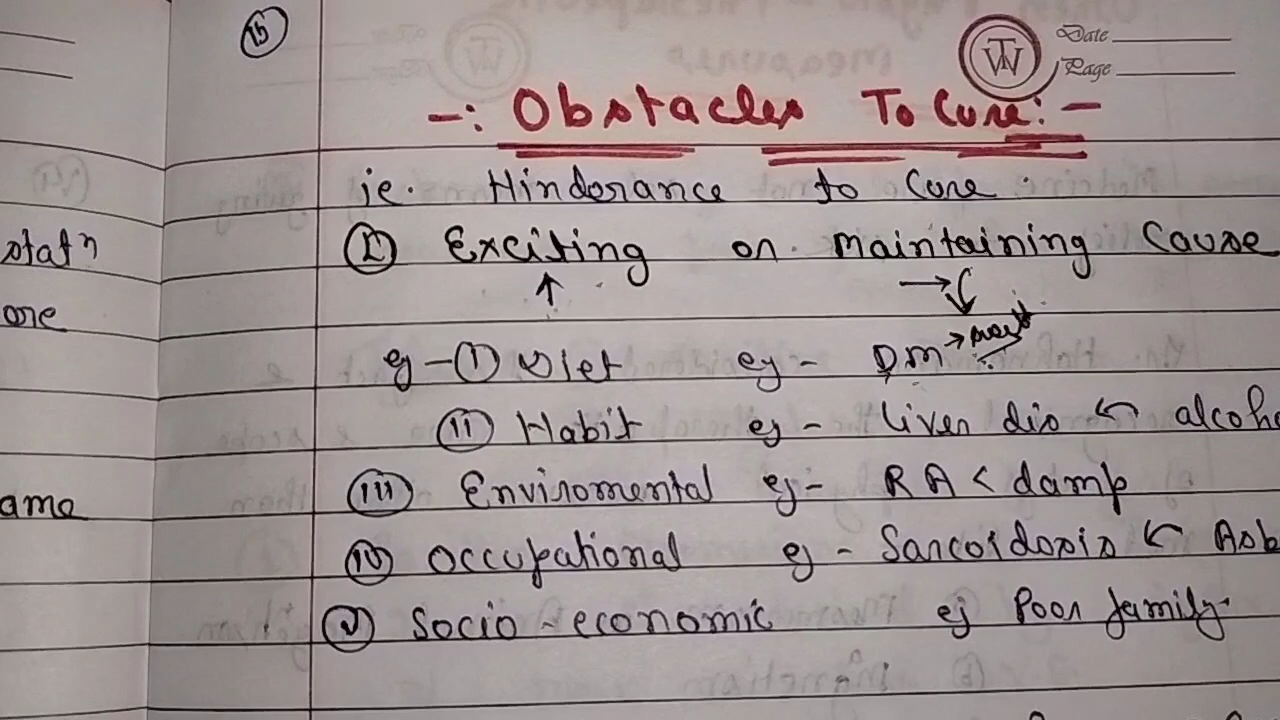 15
TW
Date
Page
-: Obstacles To Cure:-
ie. Hinderance to Cure.
statn
(I) Exciting or maintaining Cause
one
eg - (i) Diet eg - DM →
(ii) Habit eg - liver dis ← alcoho
(iii) Enviromental eg - RA < damp
ame
(iv) Occupational eg - Sarcoidosis ← Asb
(v) Socio-economic eg Poor family.